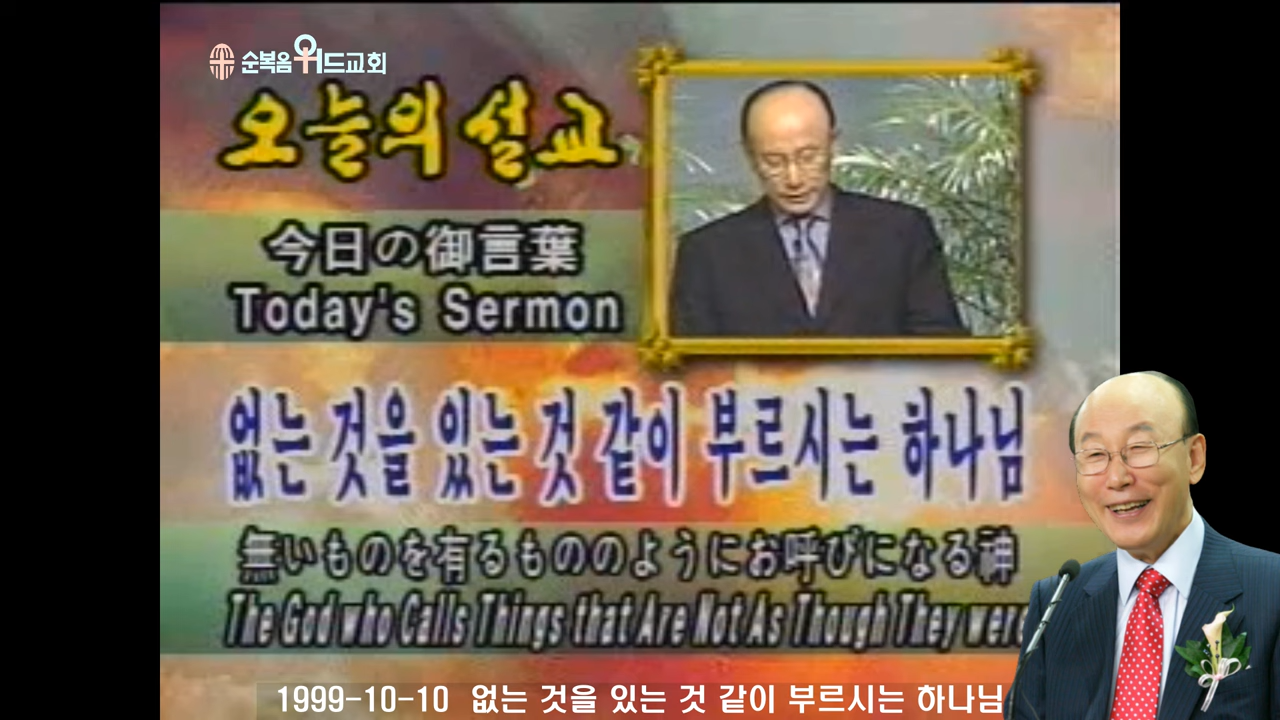 순복음워드교회
오늘의 설교
今日の御言葉
Today's Sermon
없는 것을 있는 것 같이 부르시는 하나님
無いものを有るもののようにお呼びになる神
The God who Calls Things that Are Not As Though They were
1999-10-10 없는 것을 있는 것 같이 부르시는 하나님